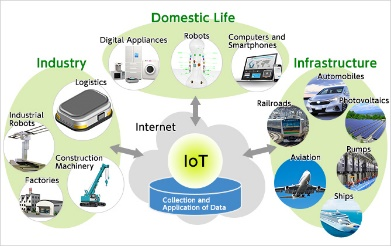 Domestic Life
Digital Appliances
Robots
Computers and
Smartphones
Industry
Logistics
Industrial
Robots
Construction
Machinery
Factories
Internet
IoT
Collection and
Application of Data
Infrastructure
Automobiles
Railroads
Photovoltaics
Aviation
Pumps
Ships